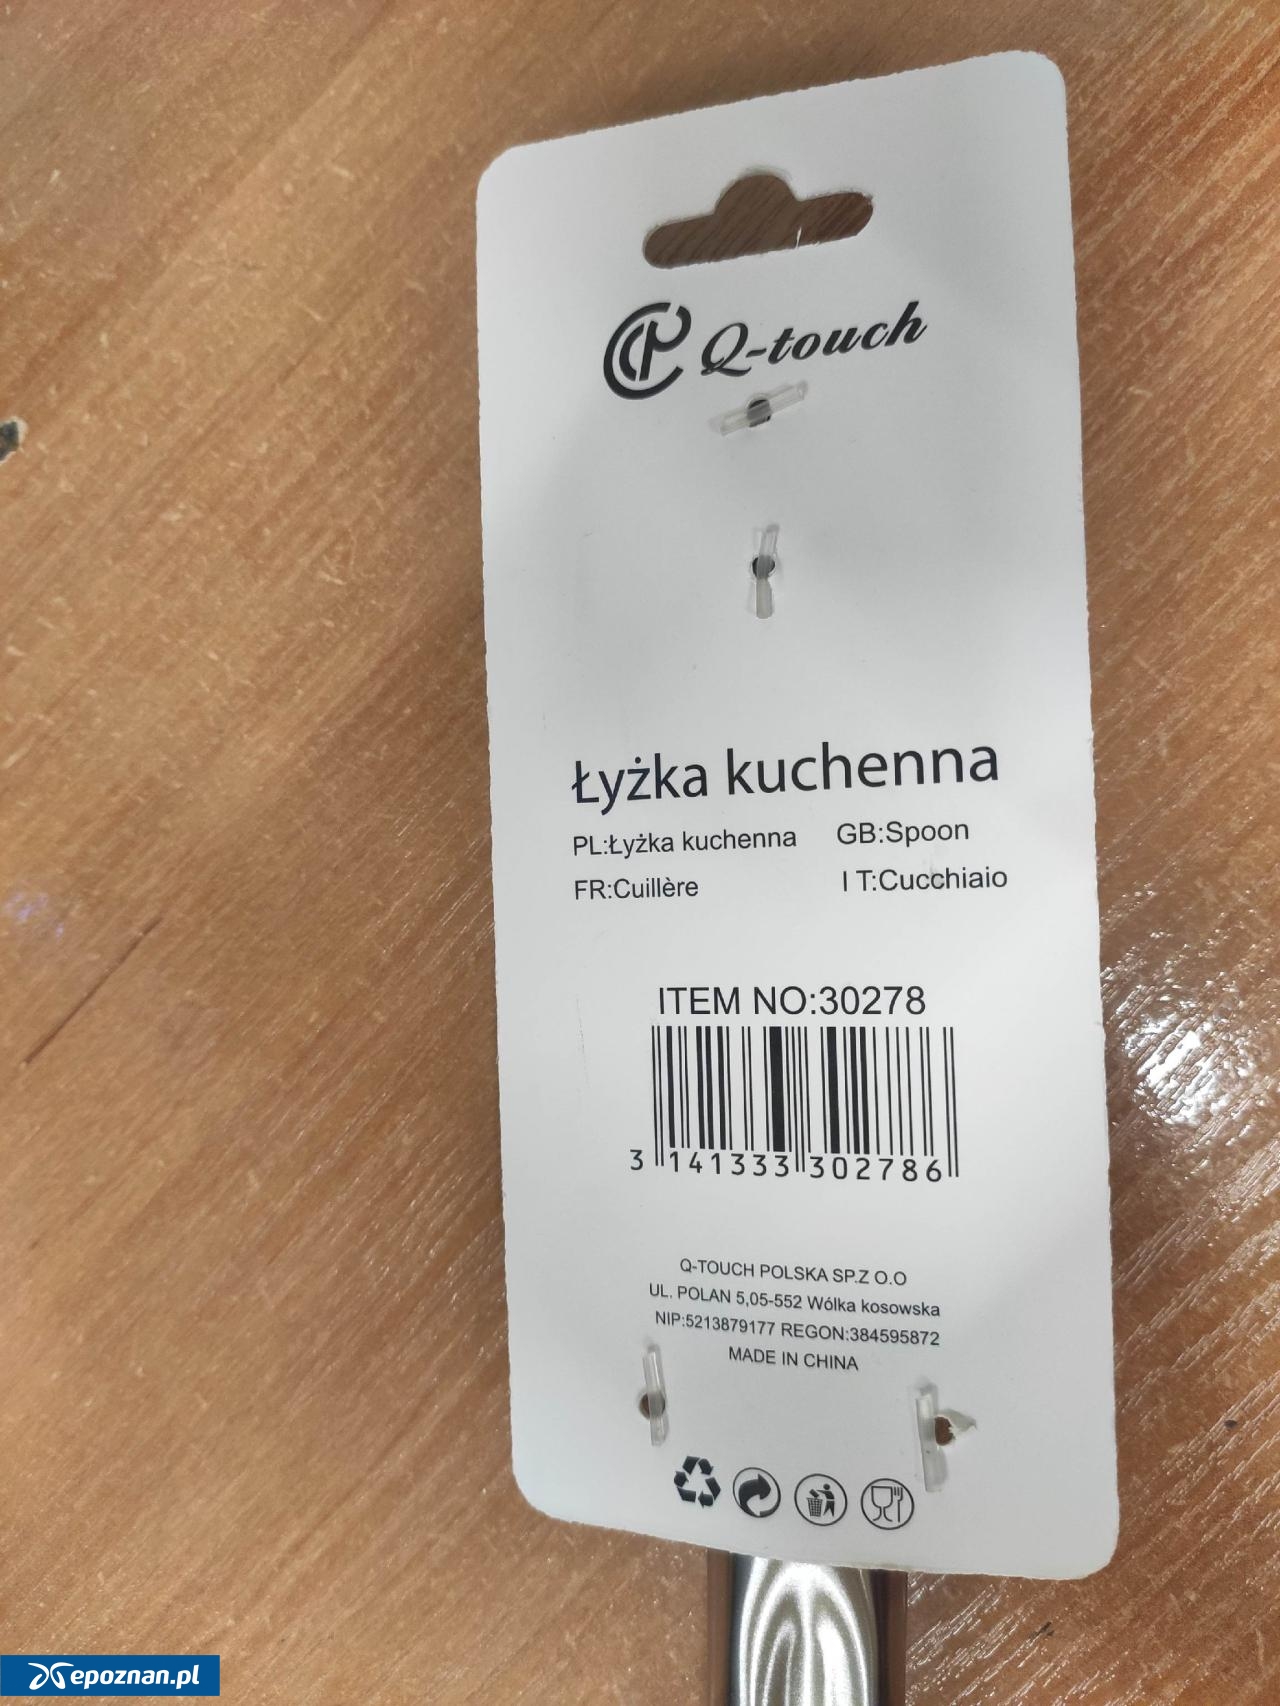 Q-touch
Łyżka kuchenna
PL:Łyżka kuchenna GB:Spoon
FR:Cuillère I T:Cucchiaio
ITEM NO:30278
3 141333 302786
Q-TOUCH POLSKA SP.Z O.O
UL. POLAN 5,05-552 Wólka kosowska
NIP:5213879177 REGON:384595872
MADE IN CHINA
epoznan.pl